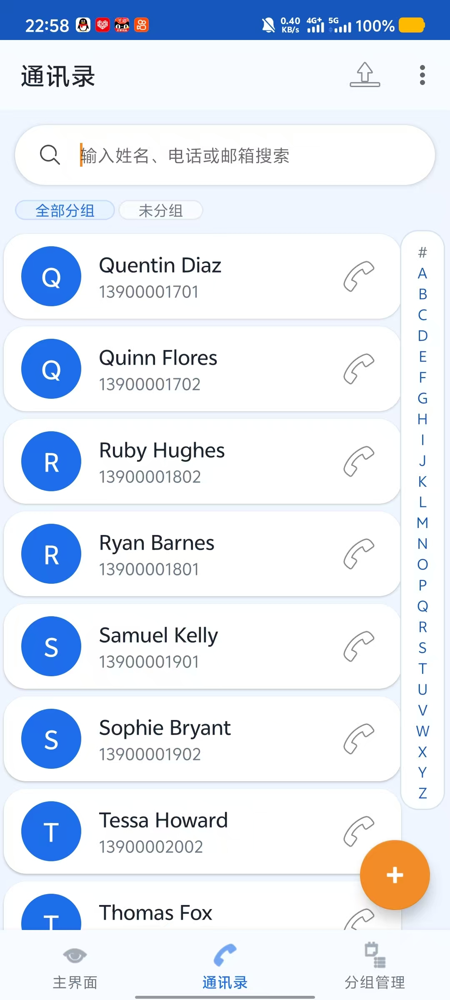 22:58 0.40 KB/s 4G+ 5G 100%
通讯录
输入姓名、电话或邮箱搜索
全部分组 未分组
Q Quentin Diaz
13900001701
Q Quinn Flores
13900001702
R Ruby Hughes
13900001802
R Ryan Barnes
13900001801
S Samuel Kelly
13900001901
S Sophie Bryant
13900001902
T Tessa Howard
13900002002
T Thomas Fox
#
A
B
C
D
E
F
G
H
I
J
K
L
M
N
O
P
Q
R
S
T
U
V
W
X
Y
Z
+
主界面 通讯录 分组管理